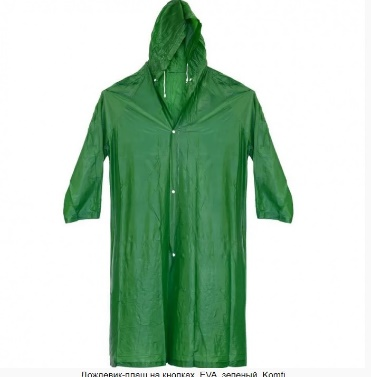 Дождевик-плащ на кнопках, EVA, зеленый, Komfi